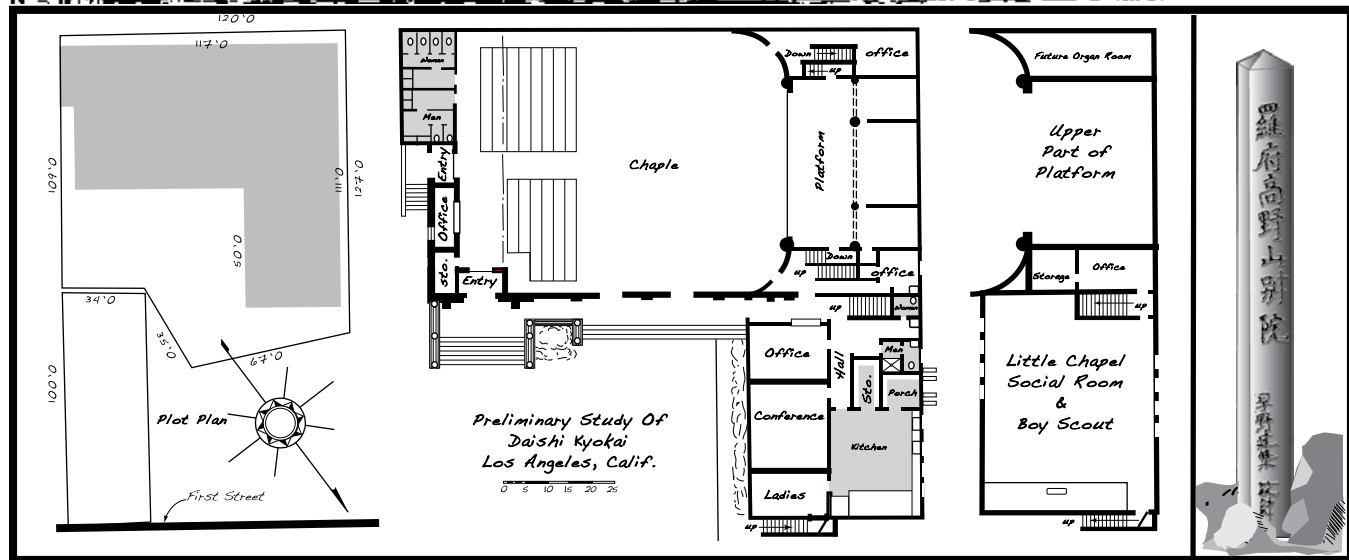 120'0
117'0
109'0
111'0
127'0
50'0
34'0
35'0
67'0
100'0
Plot Plan
First Street
Women
Men
Entry
Office
Sto.
Entry
Chaple
Platform
Down
up
office
Down
up
office
up
Women
Office
Hall
Men
Sto.
Porch
Conference
Kitchen
Ladies
up
Preliminary Study Of
Daishi Kyokai
Los Angeles, Calif.
0 5 10 15 20 25
Future Organ Room
Upper
Part of
Platform
Storage
Office
up
Little Chapel
Social Room
&
Boy Scout
up
羅府高野山別院